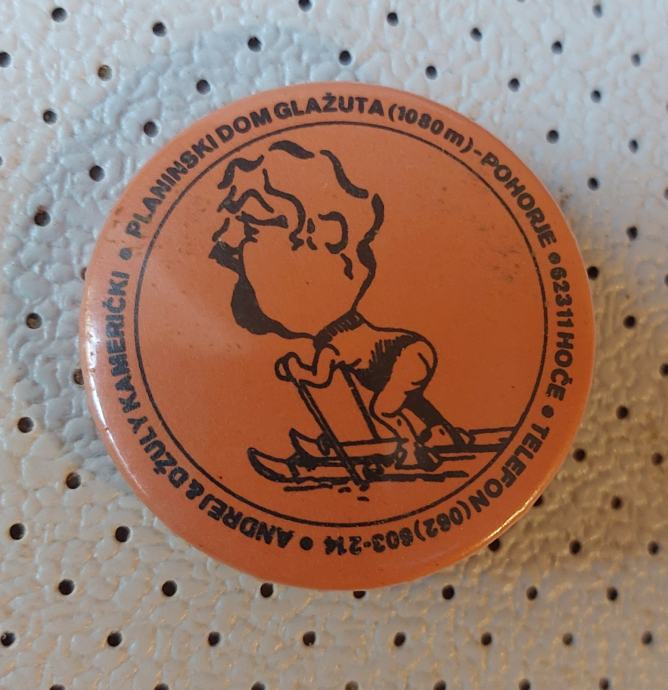 ANDREJ & DŽULY KAMERIČKI • PLANINSKI DOM GLAŽUTA (1080 m) - POHORJE • 62311 HOČE • TELEFON (062) 603-214 •